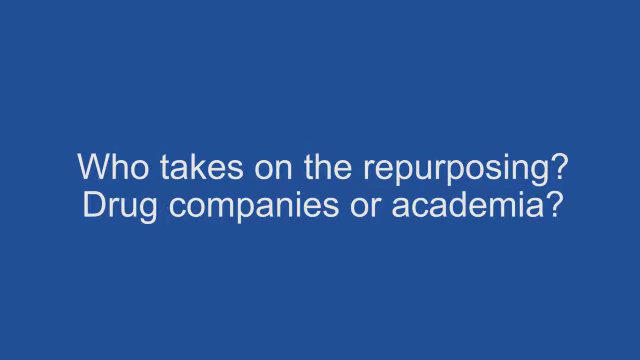 Who takes on the repurposing?
Drug companies or academia?